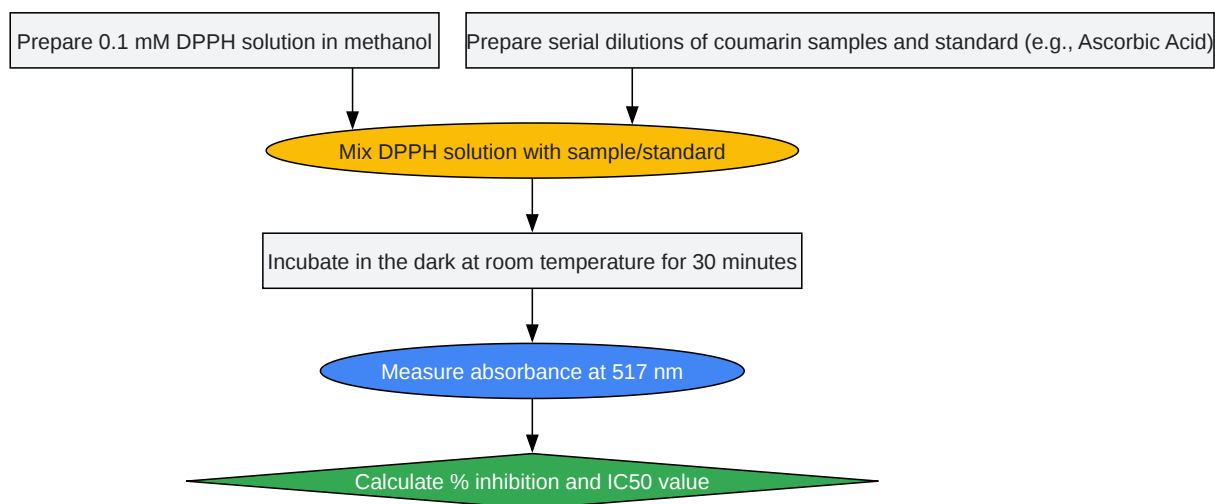 Prepare 0.1 mM DPPH solution in methanol
Prepare serial dilutions of coumarin samples and standard (e.g., Ascorbic Acid)
Mix DPPH solution with sample/standard
Incubate in the dark at room temperature for 30 minutes
Measure absorbance at 517 nm
Calculate % inhibition and IC50 value